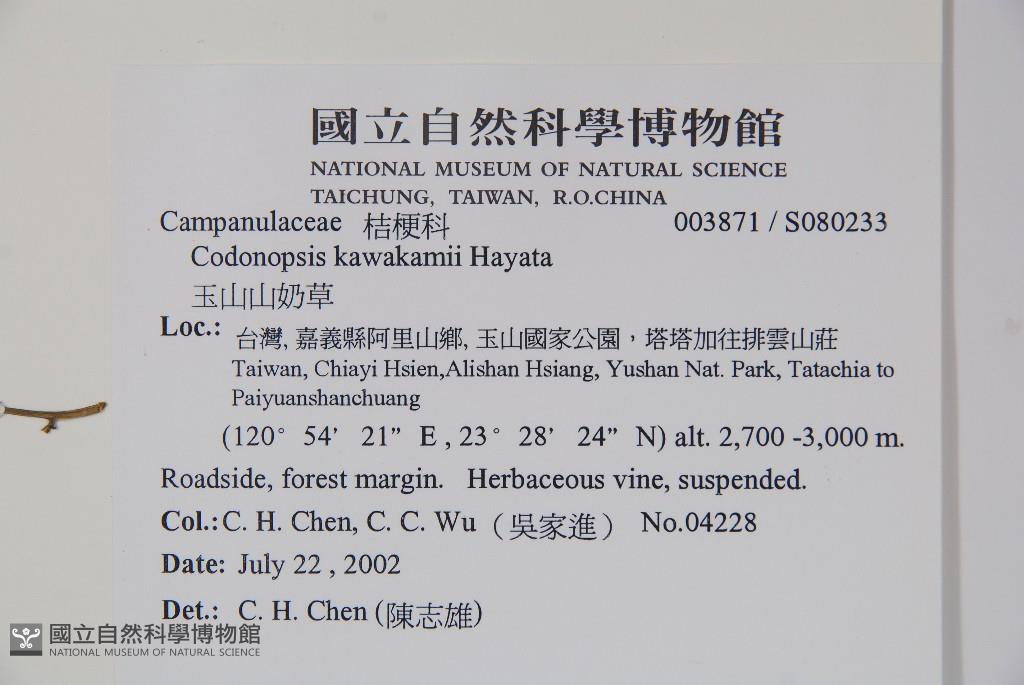 國立自然科學博物館
NATIONAL MUSEUM OF NATURAL SCIENCE
TAICHUNG, TAIWAN, R.O.CHINA
Campanulaceae 桔梗科 003871 / S080233
Codonopsis kawakamii Hayata
玉山山奶草
Loc.: 台灣, 嘉義縣阿里山鄉, 玉山國家公園，塔塔加往排雲山莊
Taiwan, Chiayi Hsien,Alishan Hsiang, Yushan Nat. Park, Tatachia to
Paiyuanshanchuang
(120° 54’ 21” E , 23° 28’ 24” N) alt. 2,700 -3,000 m.
Roadside, forest margin. Herbaceous vine, suspended.
Col.: C. H. Chen, C. C. Wu （吳家進） No.04228
Date: July 22 , 2002
Det.: C. H. Chen (陳志雄)
國立自然科學博物館
NATIONAL MUSEUM OF NATURAL SCIENCE